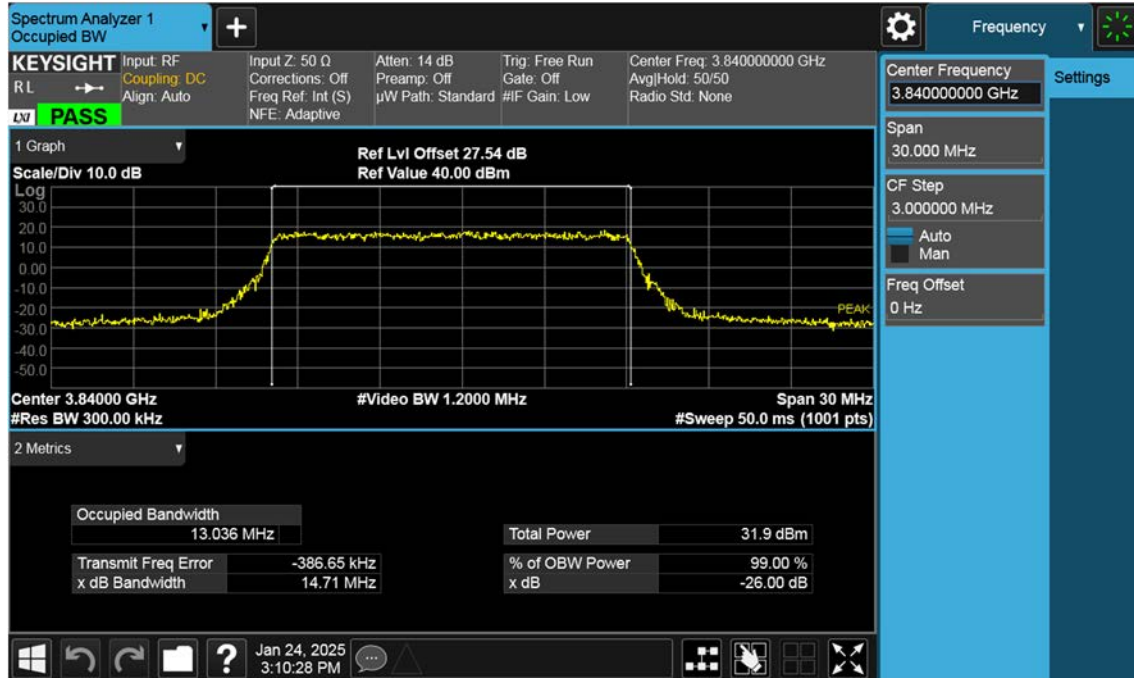 Spectrum Analyzer 1
Occupied BW
Frequency
KEYSIGHT
R L
LXI PASS
Input: RF
Coupling: DC
Align: Auto
Input Z: 50 Ω
Corrections: Off
Freq Ref: Int (S)
NFE: Adaptive
Atten: 14 dB
Preamp: Off
µW Path: Standard
Trig: Free Run
Gate: Off
#IF Gain: Low
Center Freq: 3.840000000 GHz
Avg|Hold: 50/50
Radio Std: None
1 Graph
Scale/Div 10.0 dB
Ref Lvl Offset 27.54 dB
Ref Value 40.00 dBm
Log
30.0
20.0
10.0
0.00
-10.0
-20.0
-30.0
-40.0
-50.0
PEAK
Center 3.84000 GHz
#Res BW 300.00 kHz
#Video BW 1.2000 MHz
Span 30 MHz
#Sweep 50.0 ms (1001 pts)
2 Metrics
Occupied Bandwidth
13.036 MHz
Total Power 31.9 dBm
Transmit Freq Error -386.65 kHz
% of OBW Power 99.00 %
x dB Bandwidth 14.71 MHz
x dB -26.00 dB
Center Frequency
3.840000000 GHz
Settings
Span
30.000 MHz
CF Step
3.000000 MHz
Auto
Man
Freq Offset
0 Hz
?
Jan 24, 2025
3:10:28 PM